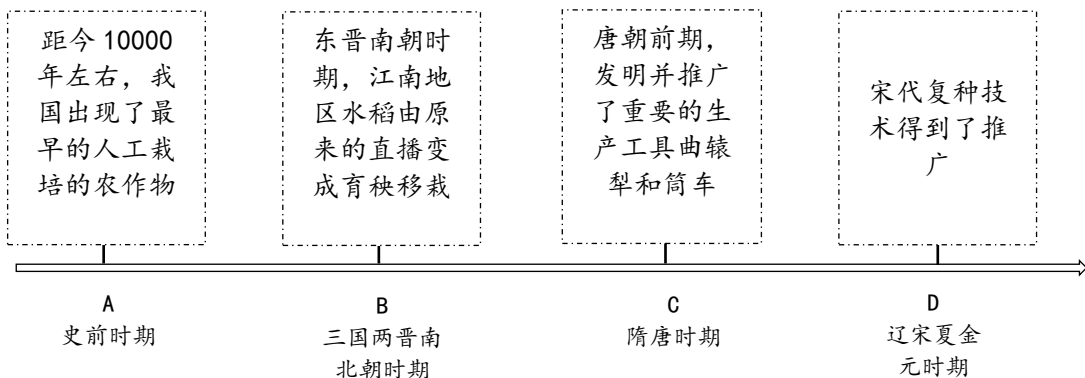 距今 10000
年左右，我
国出现了最
早的人工栽
培的农作物
东晋南朝时
期，江南地
区水稻由原
来的直播变
成育秧移栽
唐朝前期，
发明并推广
了重要的生
产工具曲辕
犁和筒车
宋代复种技
术得到了推
广
A
史前时期
B
三国两晋南
北朝时期
C
隋唐时期
D
辽宋夏金
元时期